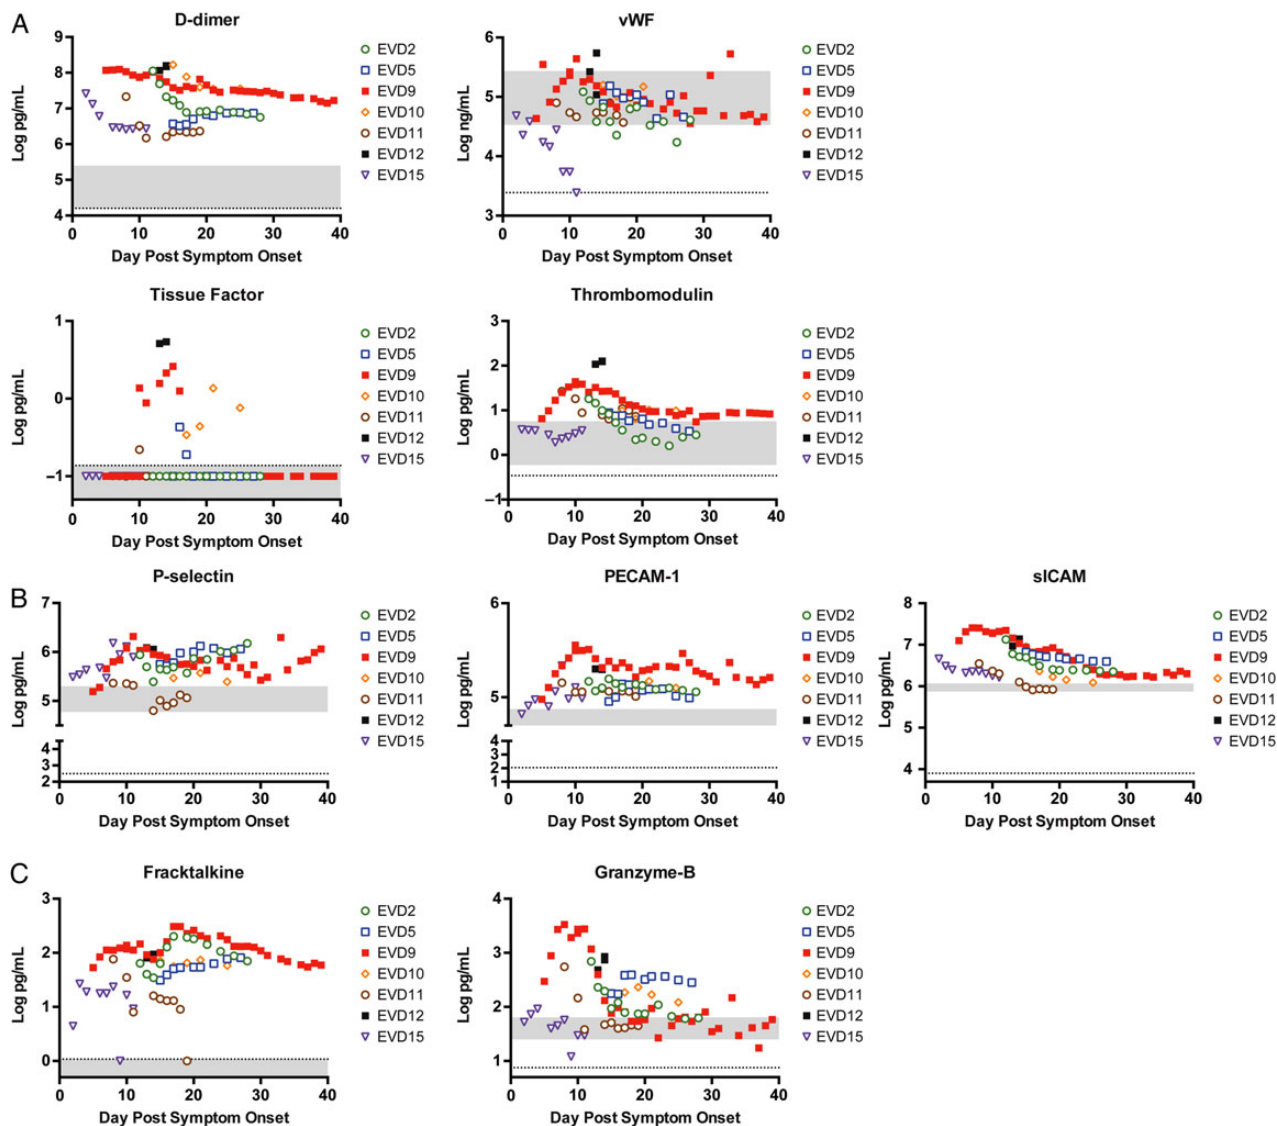 A
D-dimer
Log pg/mL
9
8
7
6
5
4
0 10 20 30 40
Day Post Symptom Onset
EVD2
EVD5
EVD9
EVD10
EVD11
EVD12
EVD15
vWF
Log ng/mL
6
5
4
3
0 10 20 30 40
Day Post Symptom Onset
EVD2
EVD5
EVD9
EVD10
EVD11
EVD12
EVD15
Tissue Factor
Log pg/mL
1
0
–1
0 10 20 30 40
Day Post Symptom Onset
EVD2
EVD5
EVD9
EVD10
EVD11
EVD12
EVD15
Thrombomodulin
Log pg/mL
3
2
1
0
–1
0 10 20 30 40
Day Post Symptom Onset
EVD2
EVD5
EVD9
EVD10
EVD11
EVD12
EVD15
B
P-selectin
Log pg/mL
7
6
5
4
3
2
0 10 20 30 40
Day Post Symptom Onset
EVD2
EVD5
EVD9
EVD10
EVD11
EVD12
EVD15
PECAM-1
Log pg/mL
6
5
4
3
2
1
0 10 20 30 40
Day Post Symptom Onset
EVD2
EVD5
EVD9
EVD10
EVD11
EVD12
EVD15
sICAM
Log pg/mL
8
7
6
5
4
0 10 20 30 40
Day Post Symptom Onset
EVD2
EVD5
EVD9
EVD10
EVD11
EVD12
EVD15
C
Fracktalkine
Log pg/mL
3
2
1
0
0 10 20 30 40
Day Post Symptom Onset
EVD2
EVD5
EVD9
EVD10
EVD11
EVD12
EVD15
Granzyme-B
Log pg/mL
4
3
2
1
0 10 20 30 40
Day Post Symptom Onset
EVD2
EVD5
EVD9
EVD10
EVD11
EVD12
EVD15